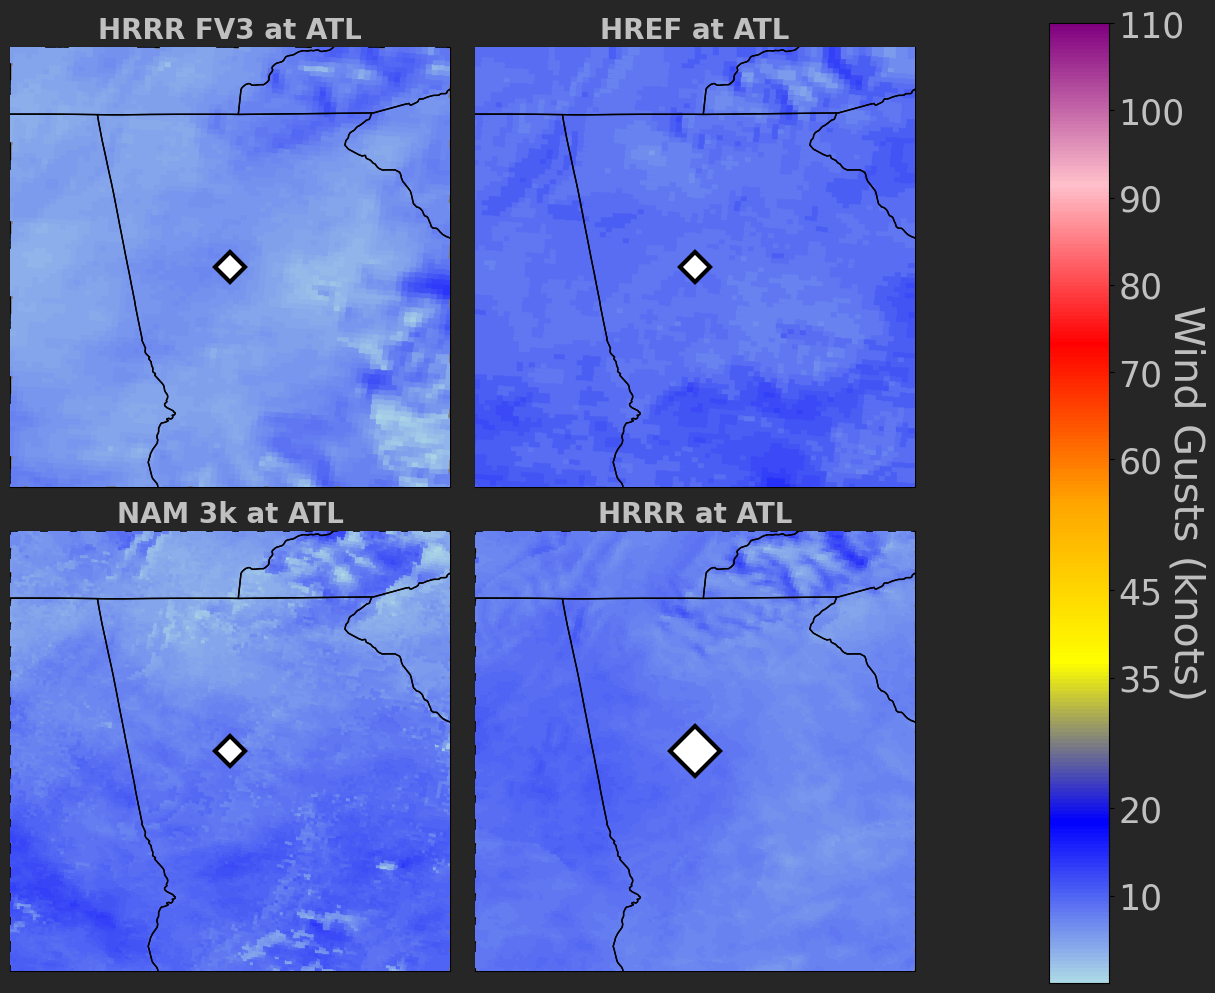 HRRR FV3 at ATL
HREF at ATL
NAM 3k at ATL
HRRR at ATL
110
100
90
80
70
60
45
35
20
10
Wind Gusts (knots)